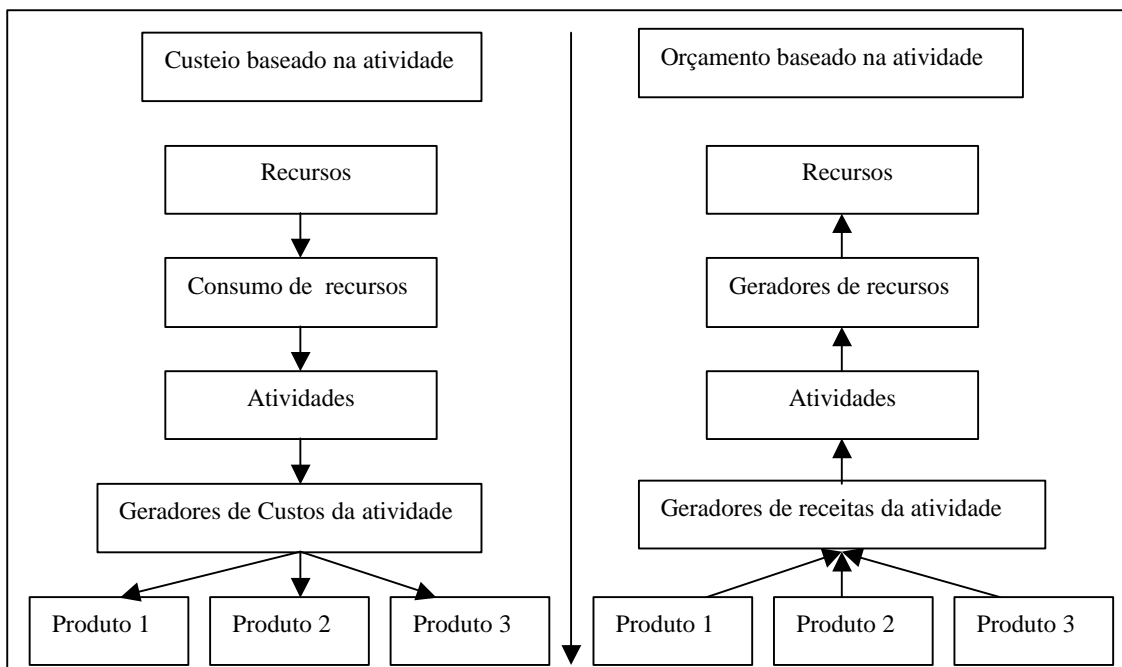 Custeio baseado na atividade
Recursos
Consumo de recursos
Atividades
Geradores de Custos da atividade
Produto 1
Produto 2
Produto 3
Orçamento baseado na atividade
Recursos
Geradores de recursos
Atividades
Geradores de receitas da atividade
Produto 1
Produto 2
Produto 3